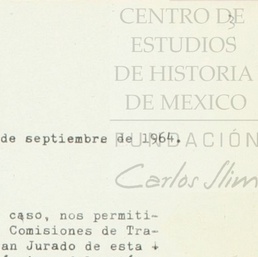 CENTRO DE
ESTUDIOS
DE HISTORIA
DE MEXICO
FUNDACIÓN
Carlos Slim
3
de septiembre de 1964.
caso, nos permiti-
Comisiones de Tra-
an Jurado de esta